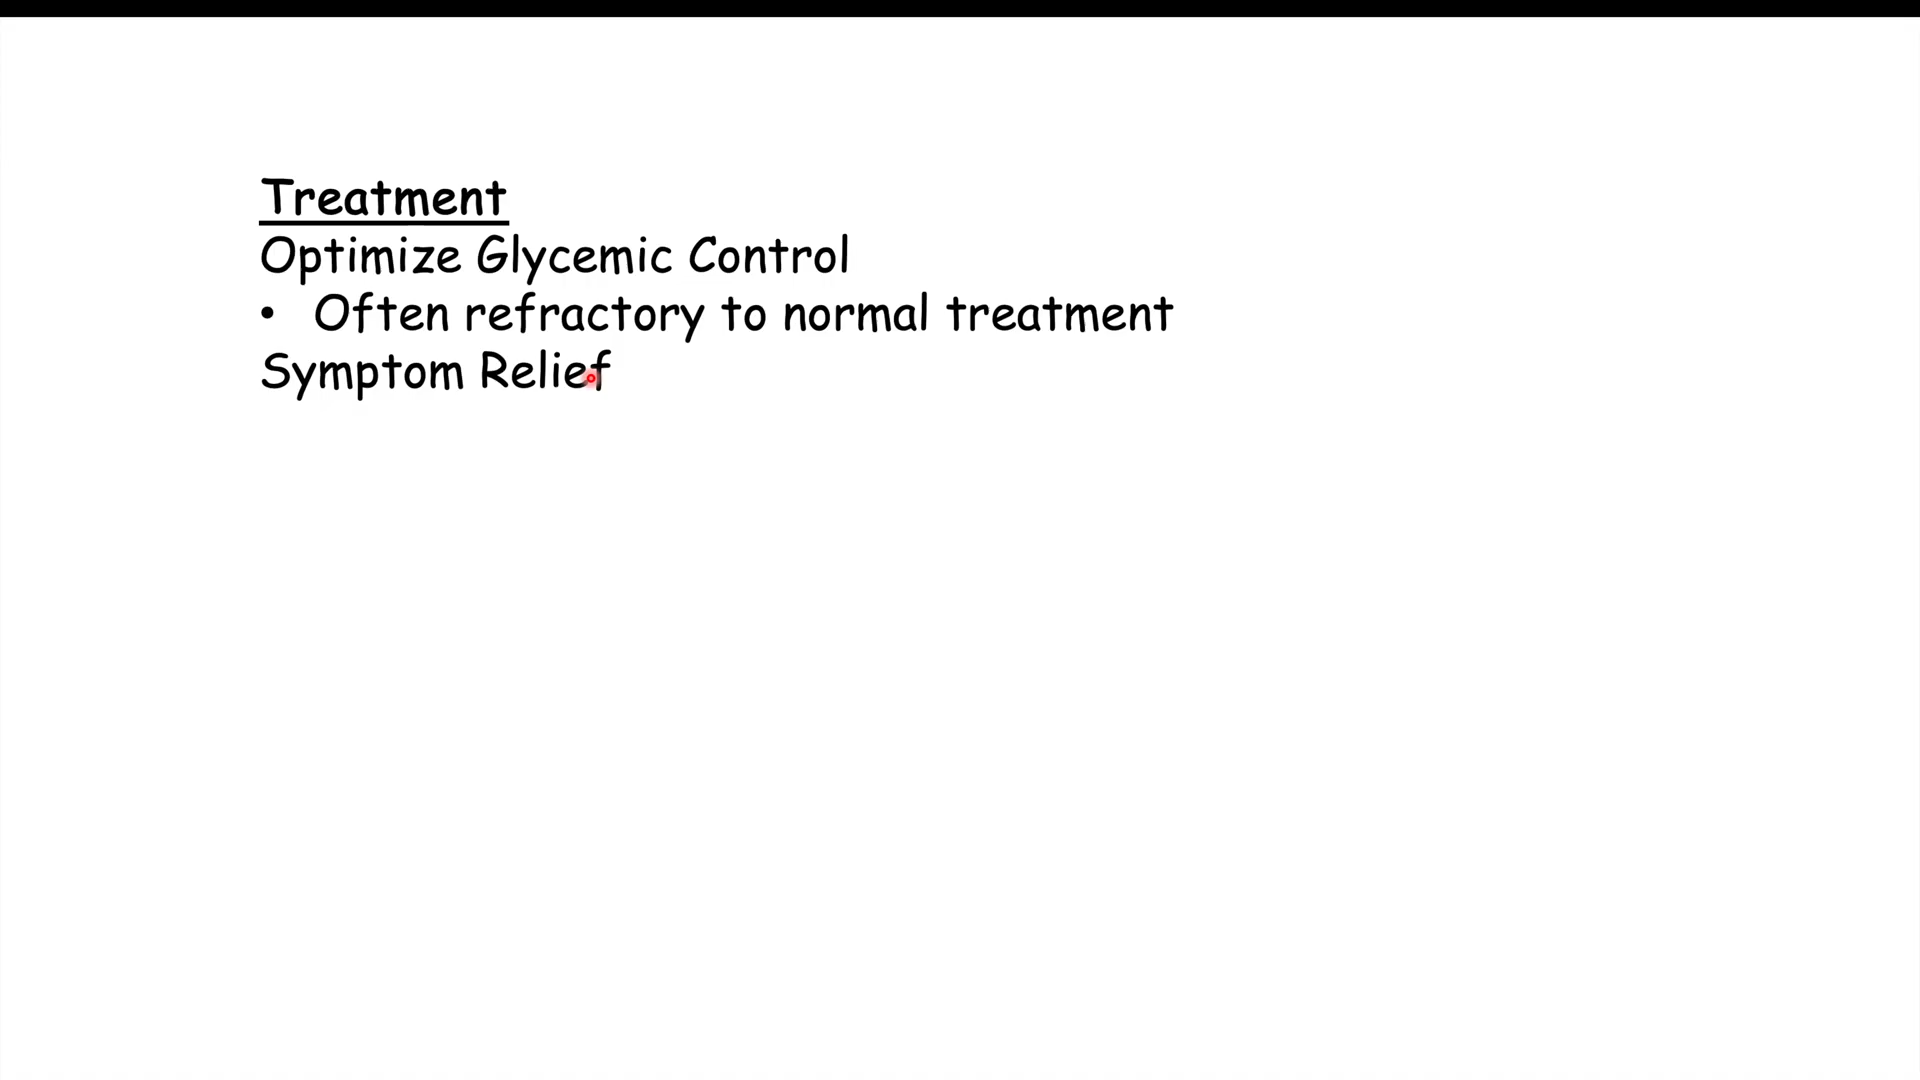 Treatment
Optimize Glycemic Control
• Often refractory to normal treatment
Symptom Relief